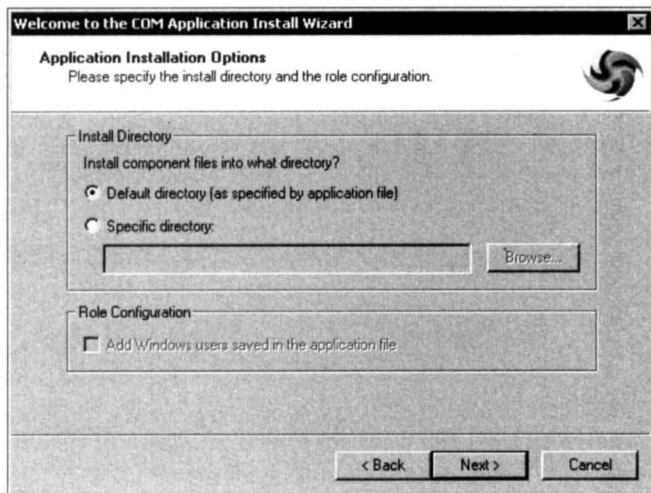 Welcome to the COM Application Install Wizard
Application Installation Options
Please specify the install directory and the role configuration.
Install Directory
Install component files into what directory?
Default directory (as specified by application file)
Specific directory:
Browse...
Role Configuration
Add Windows users saved in the application file
< Back
Next >
Cancel